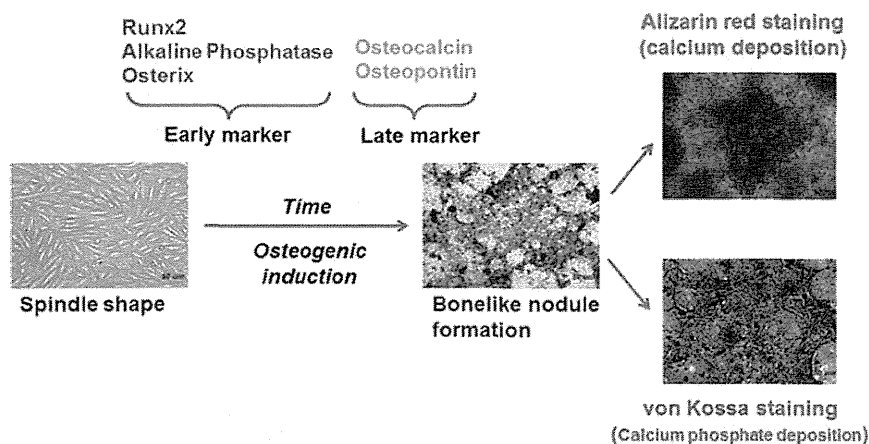 Runx2
Alkaline Phosphatase
Osterix
Early marker
Osteocalcin
Osteopontin
Late marker
Alizarin red staining
(calcium deposition)
Spindle shape
Time
Osteogenic
induction
Bonelike nodule
formation
von Kossa staining
(Calcium phosphate deposition)